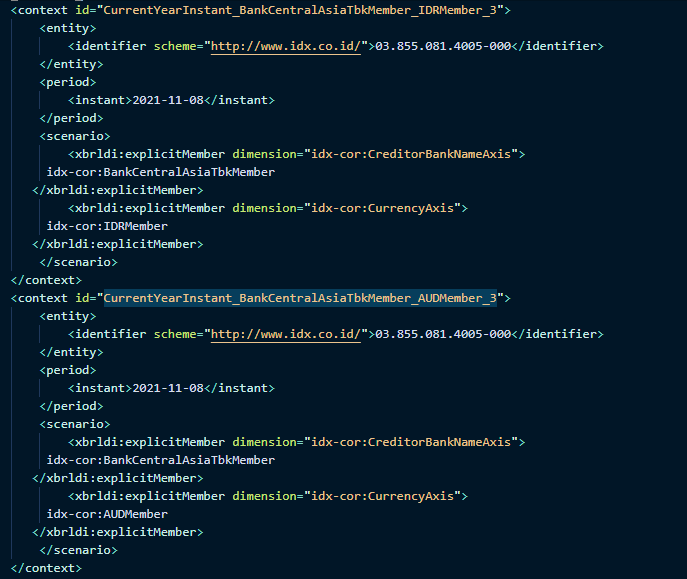 <context id="CurrentYearInstant_BankCentralAsiaTbkMember_IDRMember_3">
<entity>
<identifier scheme="http://www.idx.co.id/">03.855.081.4005-000</identifier>
</entity>
<period>
<instant>2021-11-08</instant>
</period>
<scenario>
<xbrldi:explicitMember dimension="idx-cor:CreditorBankNameAxis">
idx-cor:BankCentralAsiaTbkMember
</xbrldi:explicitMember>
<xbrldi:explicitMember dimension="idx-cor:CurrencyAxis">
idx-cor:IDRMember
</xbrldi:explicitMember>
</scenario>
</context>
<context id="CurrentYearInstant_BankCentralAsiaTbkMember_AUDMember_3">
<entity>
<identifier scheme="http://www.idx.co.id/">03.855.081.4005-000</identifier>
</entity>
<period>
<instant>2021-11-08</instant>
</period>
<scenario>
<xbrldi:explicitMember dimension="idx-cor:CreditorBankNameAxis">
idx-cor:BankCentralAsiaTbkMember
</xbrldi:explicitMember>
<xbrldi:explicitMember dimension="idx-cor:CurrencyAxis">
idx-cor:AUDMember
</xbrldi:explicitMember>
</scenario>
</context>